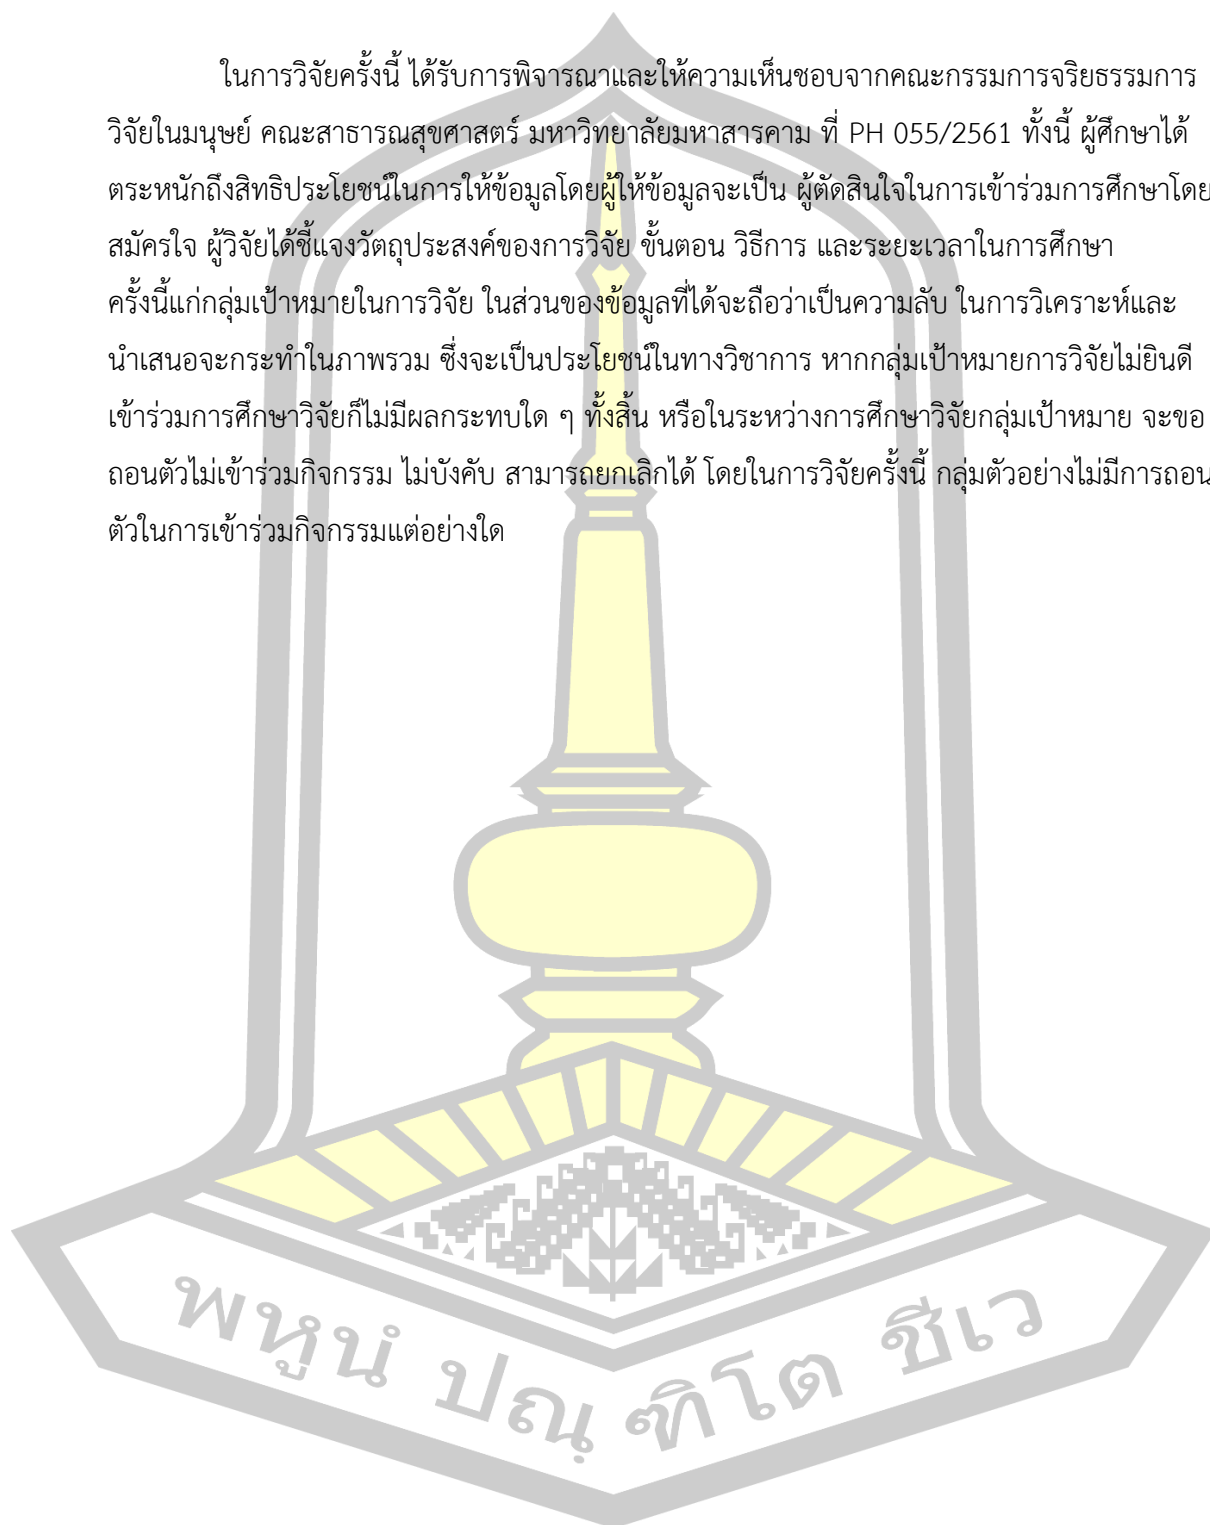 ในการวิจัยครั้งนี้ ได้รับการพิจารณาและให้ความเห็นชอบจากคณะกรรมการจริยธรรมการ
วิจัยในมนุษย์ คณะสาธารณสุขศาสตร์ มหาวิทยาลัยมหาสารคาม ที่ PH 055/2561 ทั้งนี้ ผู้ศึกษาได้
ตระหนักถึงสิทธิประโยชน์ในการให้ข้อมูลโดยผู้ให้ข้อมูลจะเป็น ผู้ตัดสินใจในการเข้าร่วมการศึกษาโดย
สมัครใจ ผู้วิจัยได้ชี้แจงวัตถุประสงค์ของการวิจัย ขั้นตอน วิธีการ และระยะเวลาในการศึกษา
ครั้งนี้แก่กลุ่มเป้าหมายในการวิจัย ในส่วนของข้อมูลที่ได้จะถือว่าเป็นความลับ ในการวิเคราะห์และ
นำเสนอจะกระทำในภาพรวม ซึ่งจะเป็นประโยชน์ในทางวิชาการ หากกลุ่มเป้าหมายการวิจัยไม่ยินดี
เข้าร่วมการศึกษาวิจัยก็ไม่มีผลกระทบใด ๆ ทั้งสิ้น หรือในระหว่างการศึกษาวิจัยกลุ่มเป้าหมาย จะขอ
ถอนตัวไม่เข้าร่วมกิจกรรม ไม่บังคับ สามารถยกเลิกได้ โดยในการวิจัยครั้งนี้ กลุ่มตัวอย่างไม่มีการถอน
ตัวในการเข้าร่วมกิจกรรมแต่อย่างใด
พหูนํ ปณฺฑิโต ชีเว